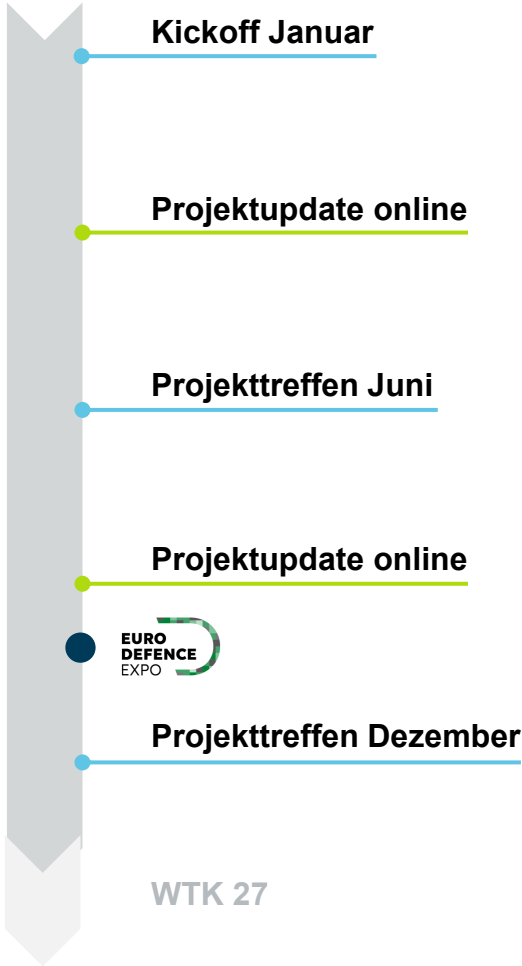 Kickoff Januar
Projektupdate online
Projekttreffen Juni
Projektupdate online
EURO
DEFENCE
EXPO
Projekttreffen Dezember
WTK 27